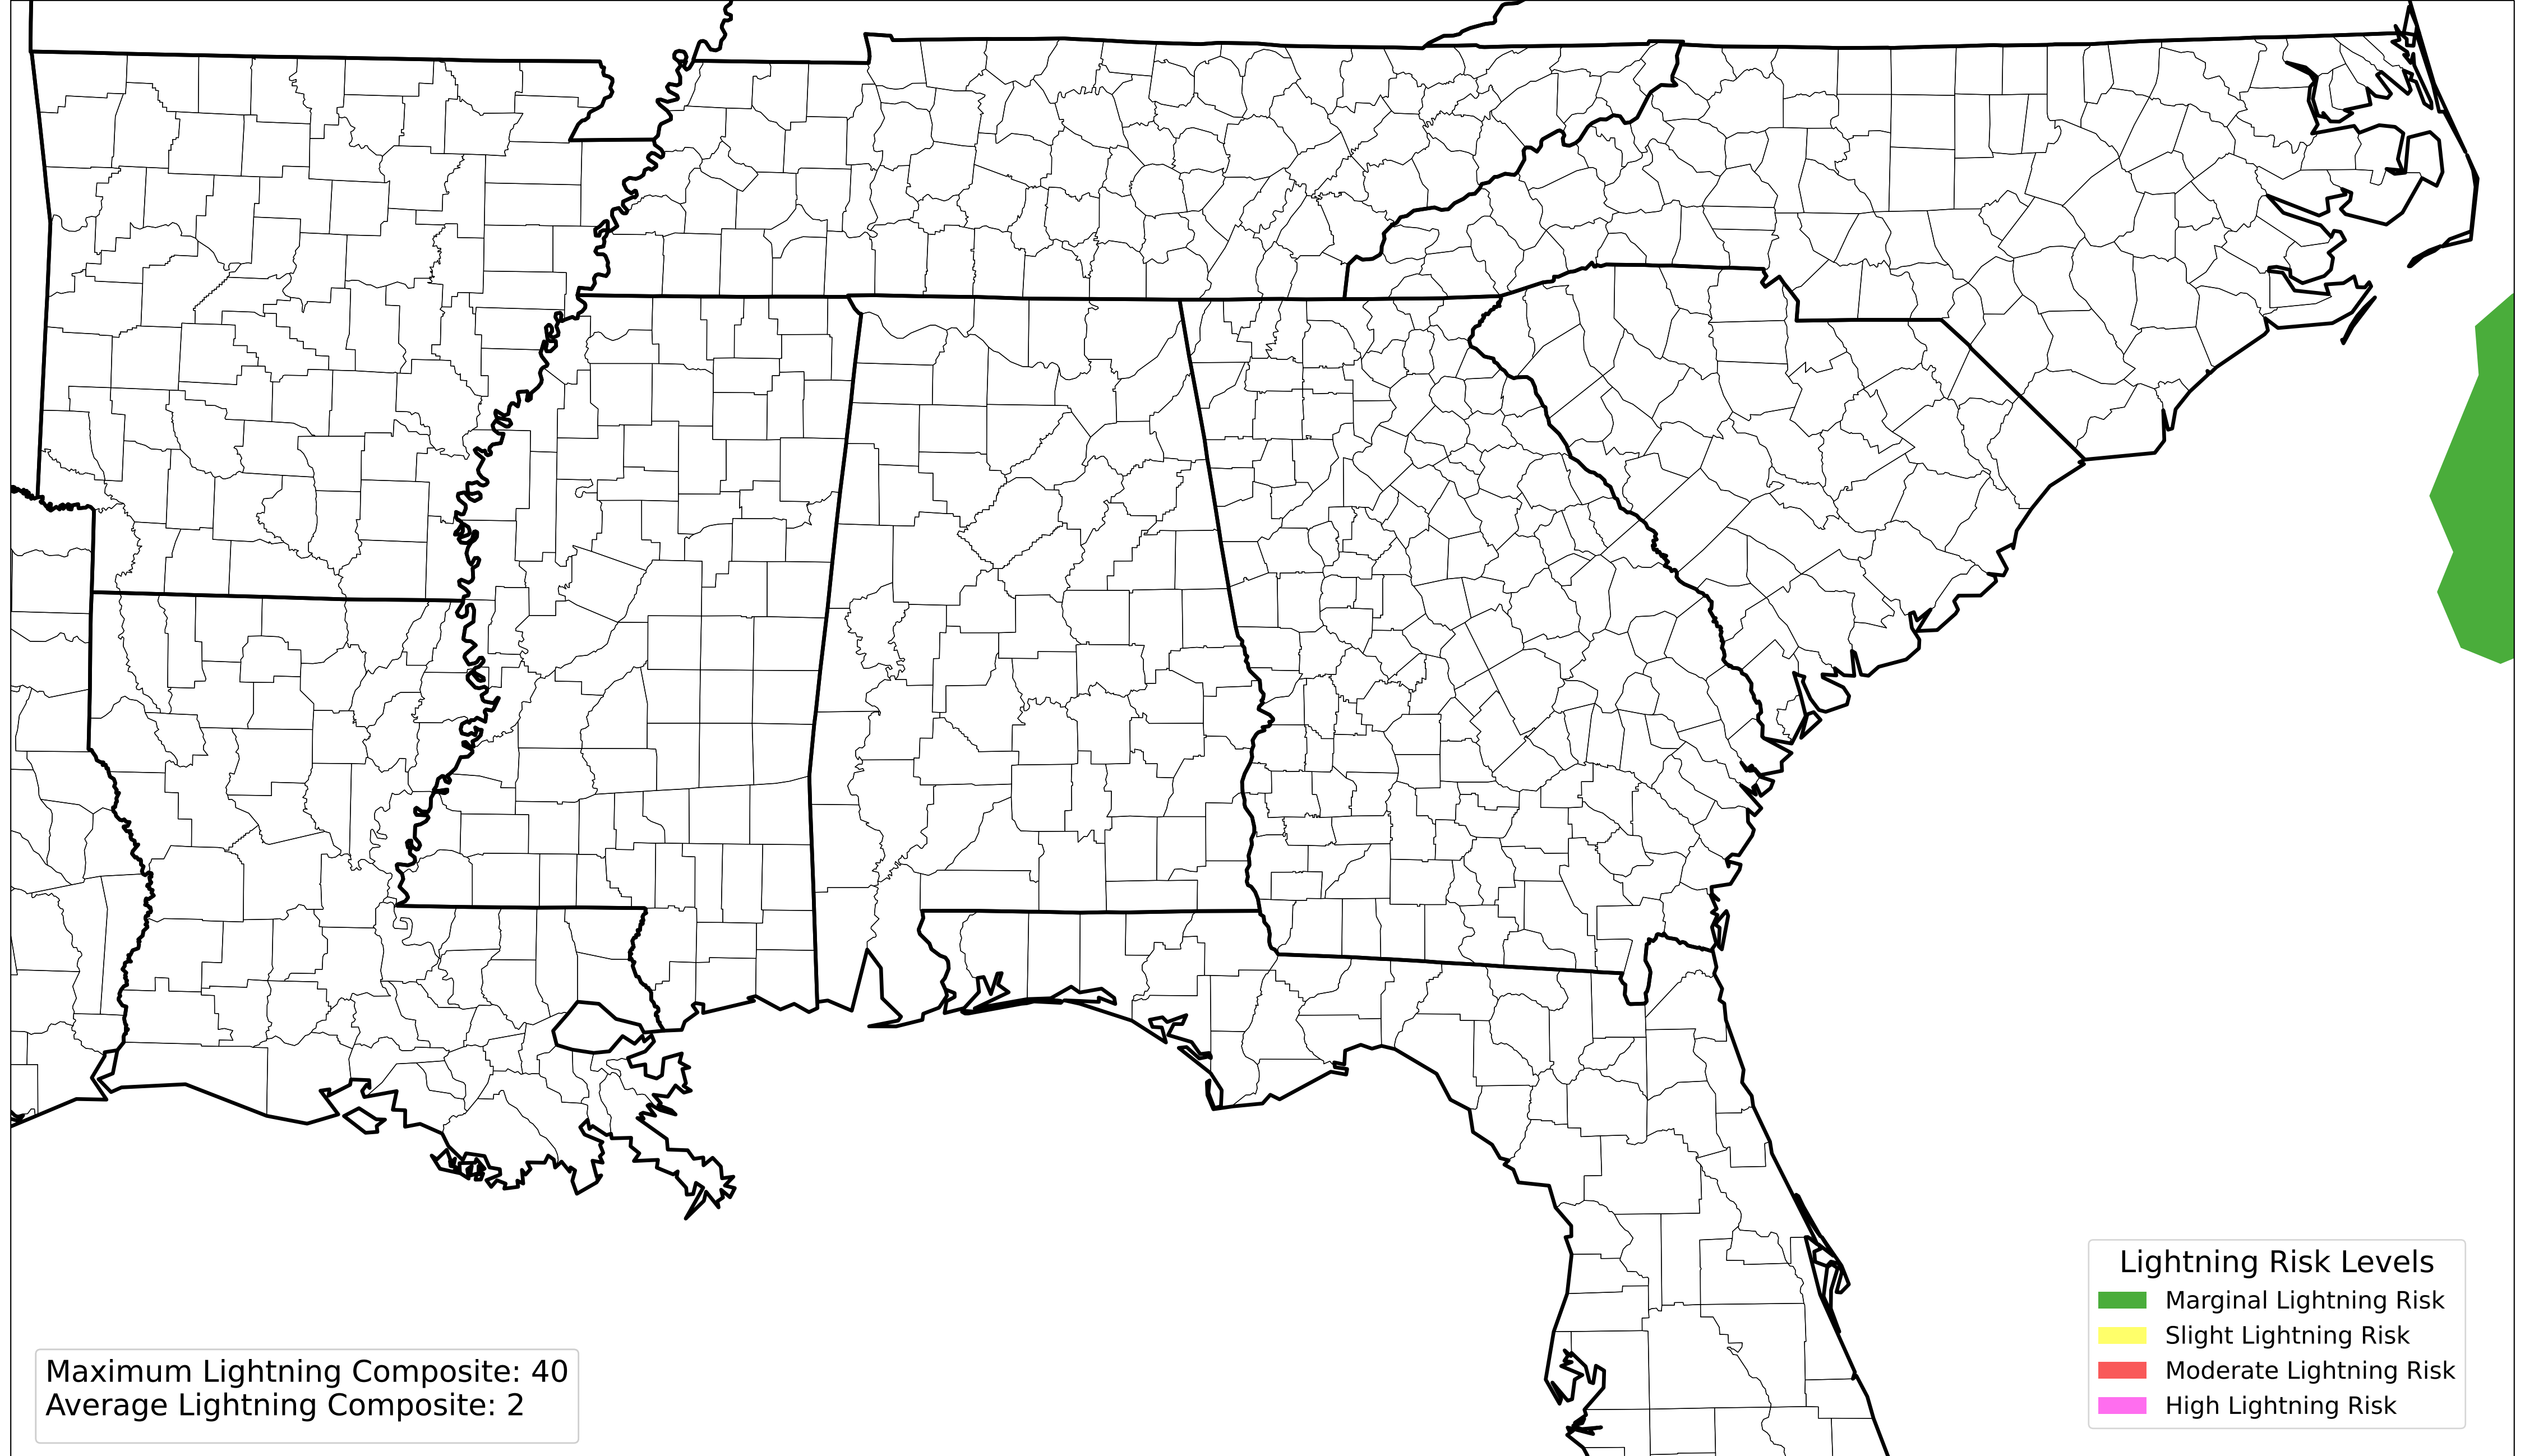 Lightning Risk Levels
Marginal Lightning Risk
Slight Lightning Risk
Moderate Lightning Risk
High Lightning Risk
Maximum Lightning Composite: 40
Average Lightning Composite: 2